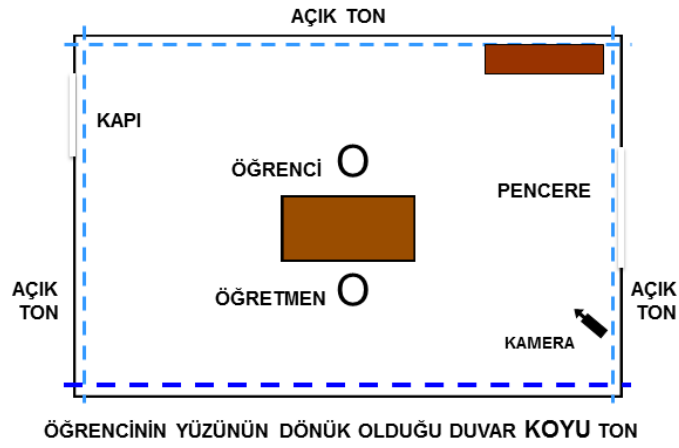 AÇIK TON
KAPI
ÖĞRENCİ
PENCERE
ÖĞRETMEN
AÇIK
TON
AÇIK
TON
KAMERA
ÖĞRENCİNİN YÜZÜNÜN DÖNÜK OLDUĞU DUVAR KOYU TON